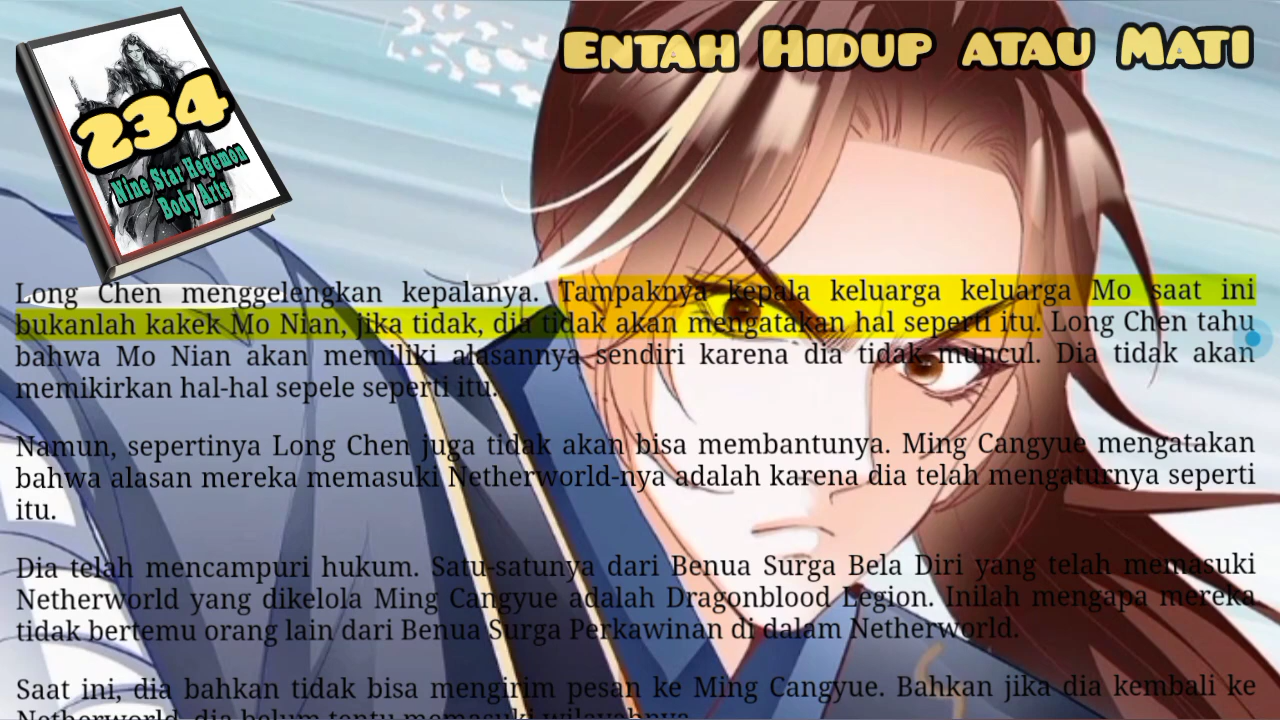 Entah Hidup atau Mati
234
Nine Star Hegemon
Body Arts
Long Chen menggelengkan kepalanya. Tampaknya kepala keluarga keluarga Mo saat ini
bukanlah kakek Mo Nian, jika tidak, dia tidak akan mengatakan hal seperti itu. Long Chen tahu
bahwa Mo Nian akan memiliki alasannya sendiri karena dia tidak muncul. Dia tidak akan
memikirkan hal-hal sepele seperti itu.
Namun, sepertinya Long Chen juga tidak akan bisa membantunya. Ming Cangyue mengatakan
bahwa alasan mereka memasuki Netherworld-nya adalah karena dia telah mengaturnya seperti
itu.
Dia telah mencampuri hukum. Satu-satunya dari Benua Surga Bela Diri yang telah memasuki
Netherworld yang dikelola Ming Cangyue adalah Dragonblood Legion. Inilah mengapa mereka
tidak bertemu orang lain dari Benua Surga Perkawinan di dalam Netherworld.
Saat ini, dia bahkan tidak bisa mengirim pesan ke Ming Cangyue. Bahkan jika dia kembali ke
Netherworld, dia belum tentu memasuki wilayahnya.